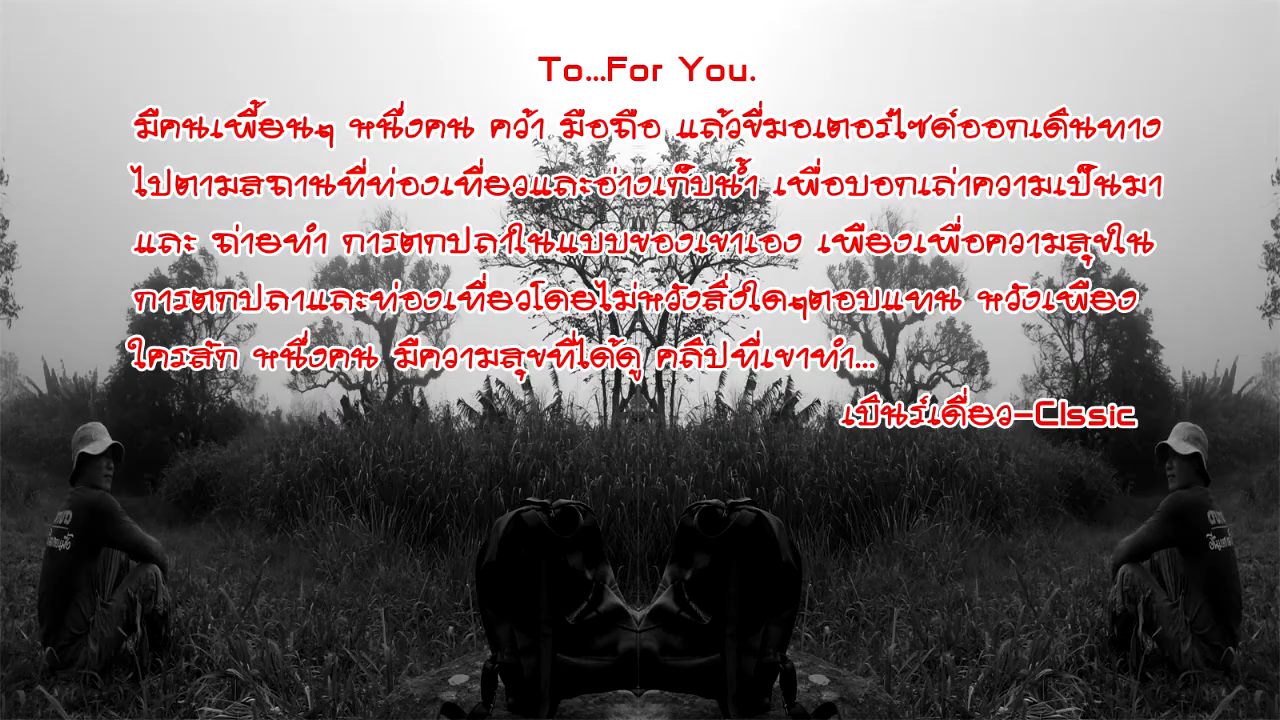 To...For You.
มีคนเพี้ยนๆ หนึ่งคน คว้า มือถือ แล้วขี่มอเตอร์ไซด์ออกเดินทาง
ไปตามสถานที่ท่องเที่ยวและอ่างเก็บน้ำ เพื่อบอกเล่าความเป็นมา
และ ถ่ายทำ การตกปลาในแบบของเขาเอง เพียงเพื่อความสุขใน
การตกปลาและท่องเที่ยวโดยไม่หวังสิ่งใดๆตอบแทน หวังเพียง
ใครสัก หนึ่งคน มีความสุขที่ได้ดู คลิปที่เขาทำ...
เบ็นร์เดี่ยว-Clssic